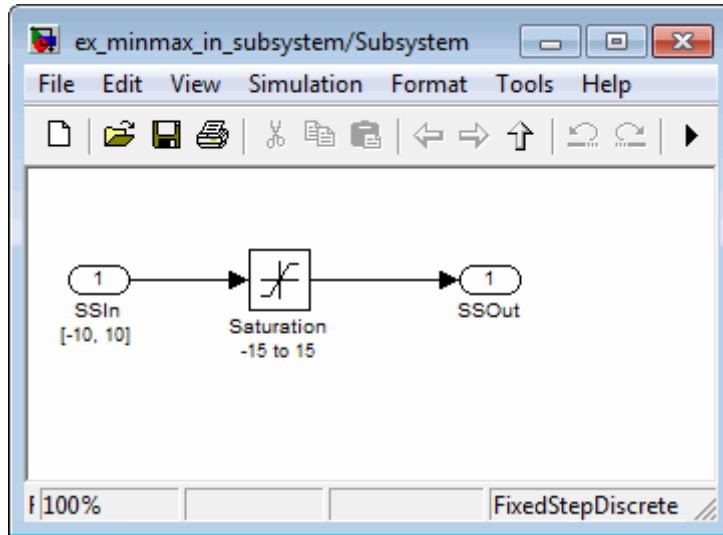 ex_minmax_in_subsystem/Subsystem
File Edit View Simulation Format Tools Help
1
SSIn
[-10, 10]
Saturation
-15 to 15
1
SSOut
100%
FixedStepDiscrete